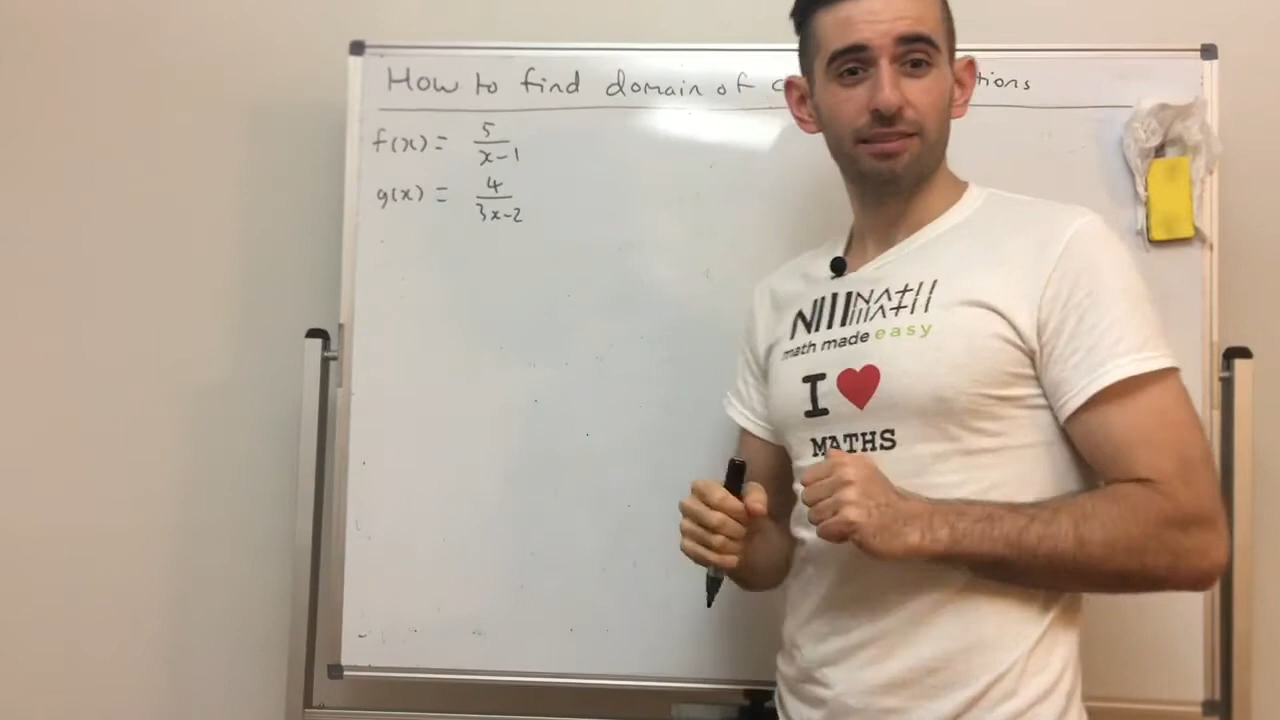 How to find domain of tions
f(x) = 5/(x-1)
g(x) = 4/(3x-2)
math made easy
I ♥
MATHS